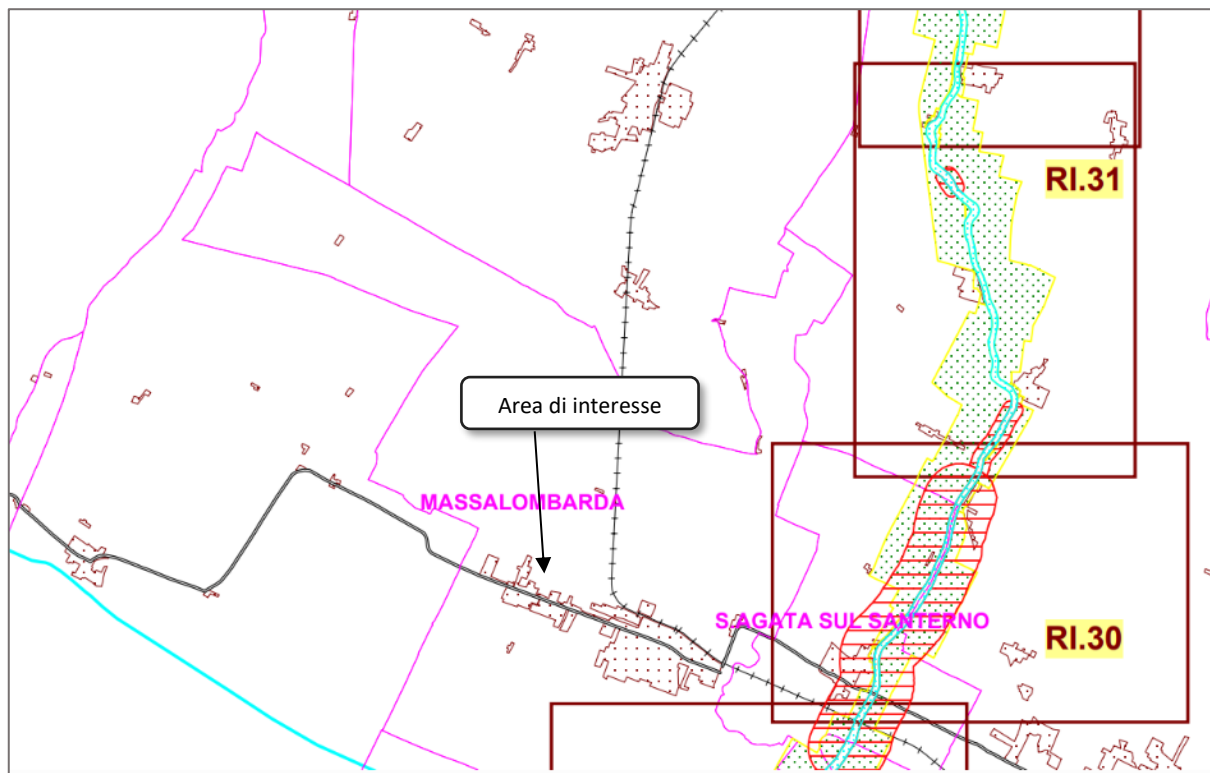 RI.31
Area di interesse
MASSALOMBARDA
S.AGATA SUL SANTERNO
RI.30